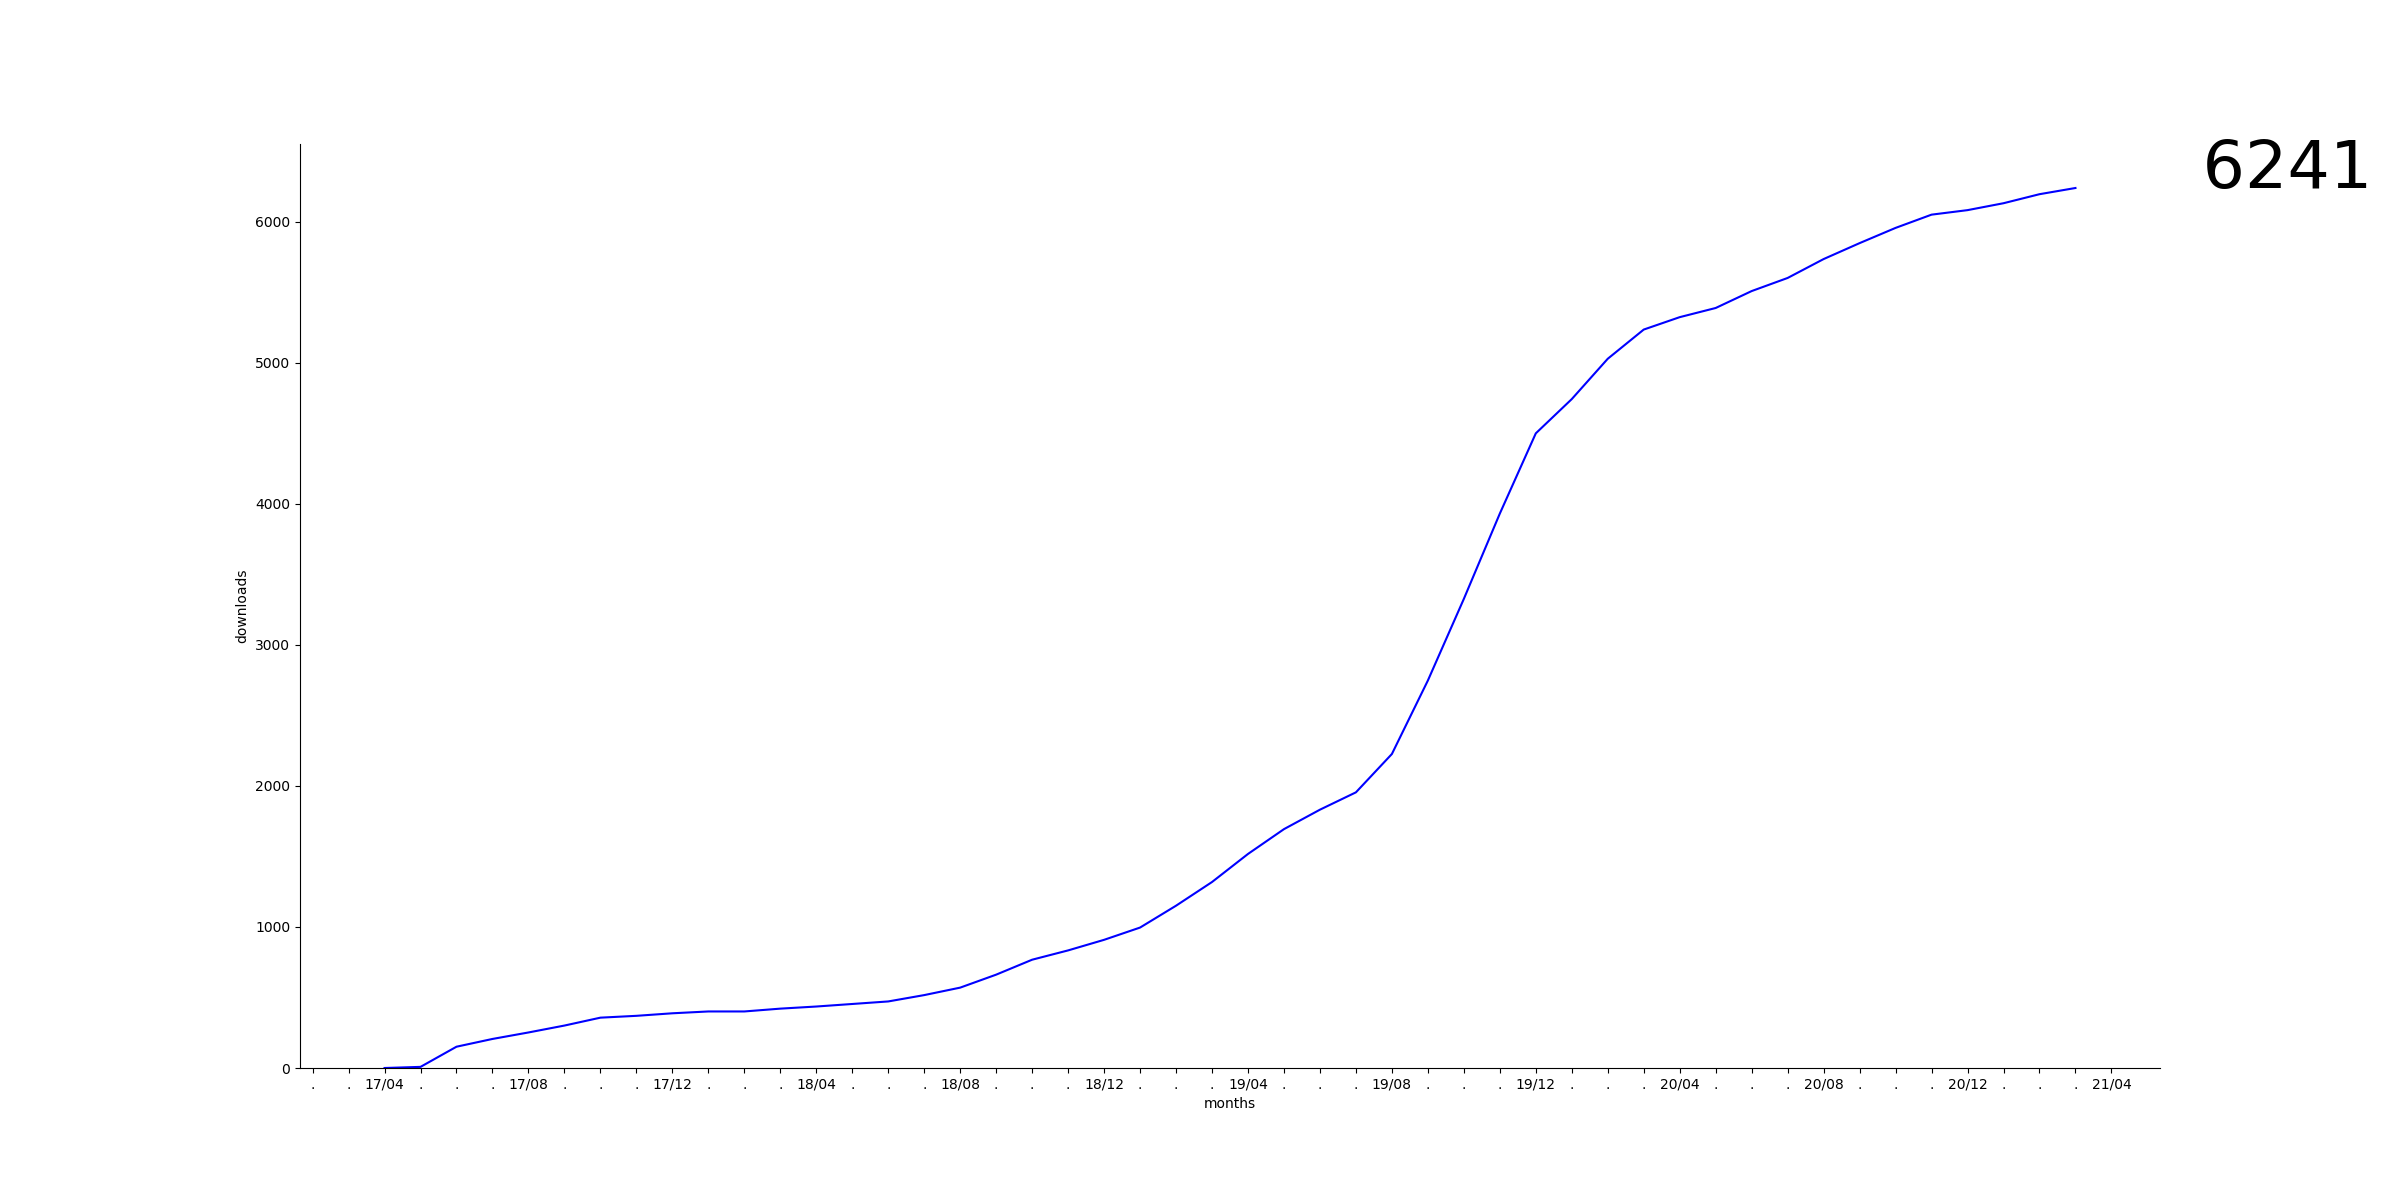 6241
6000
5000
4000
3000
2000
1000
0
downloads
. . 17/04 . . . 17/08 . . . 17/12 . . . 18/04 . . . 18/08 . . . 18/12 . . . 19/04 . . . 19/08 . . . 19/12 . . . 20/04 . . . 20/08 . . . 20/12 . . . 21/04
months